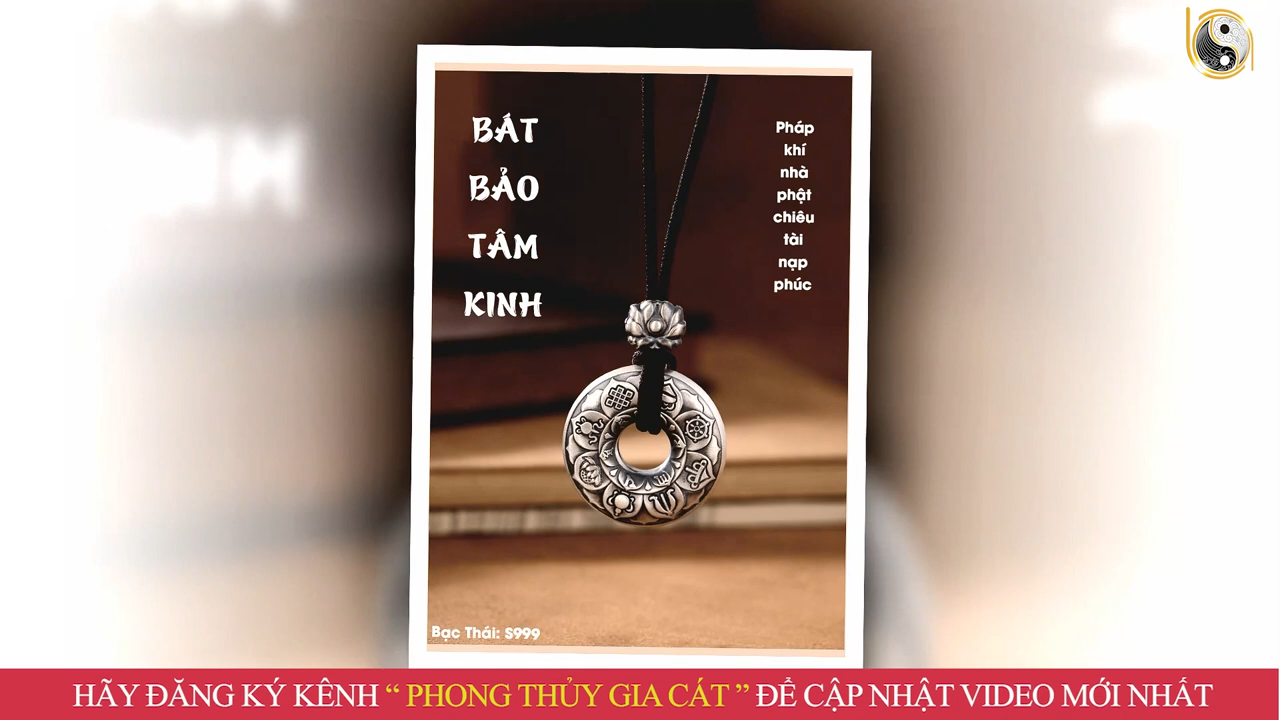 BÁT
BẢO
TÂM
KINH
Pháp
khí
nhà
phật
chiêu
tài
nạp
phúc
Bạc Thái: S999
HÃY ĐĂNG KÝ KÊNH “ PHONG THỦY GIA CÁT ” ĐỂ CẬP NHẬT VIDEO MỚI NHẤT